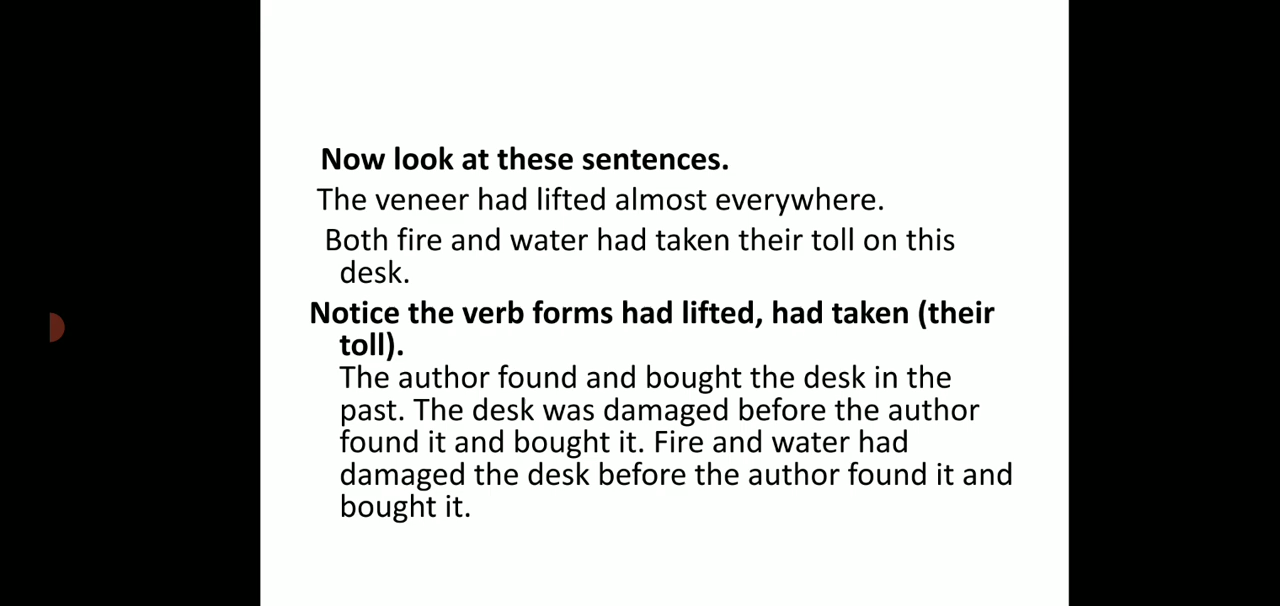 Now look at these sentences.
The veneer had lifted almost everywhere.
Both fire and water had taken their toll on this
desk.
Notice the verb forms had lifted, had taken (their
toll).
The author found and bought the desk in the
past. The desk was damaged before the author
found it and bought it. Fire and water had
damaged the desk before the author found it and
bought it.